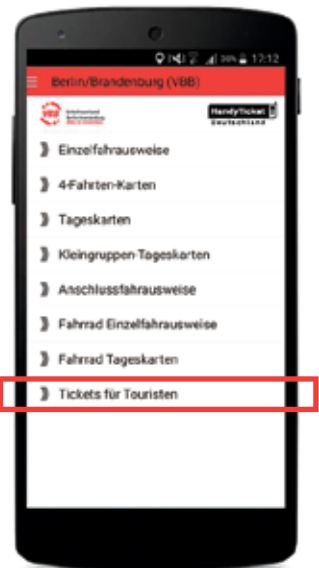 17:12
Berlin/Brandenburg (VBB)
VBB
HandyTicket
Deutschland
Einzelfahrausweise
4-Fahrten-Karten
Tageskarten
Kleingruppen-Tageskarten
Anschlussfahrausweise
Fahrrad Einzelfahrausweise
Fahrrad Tageskarten
Tickets für Touristen